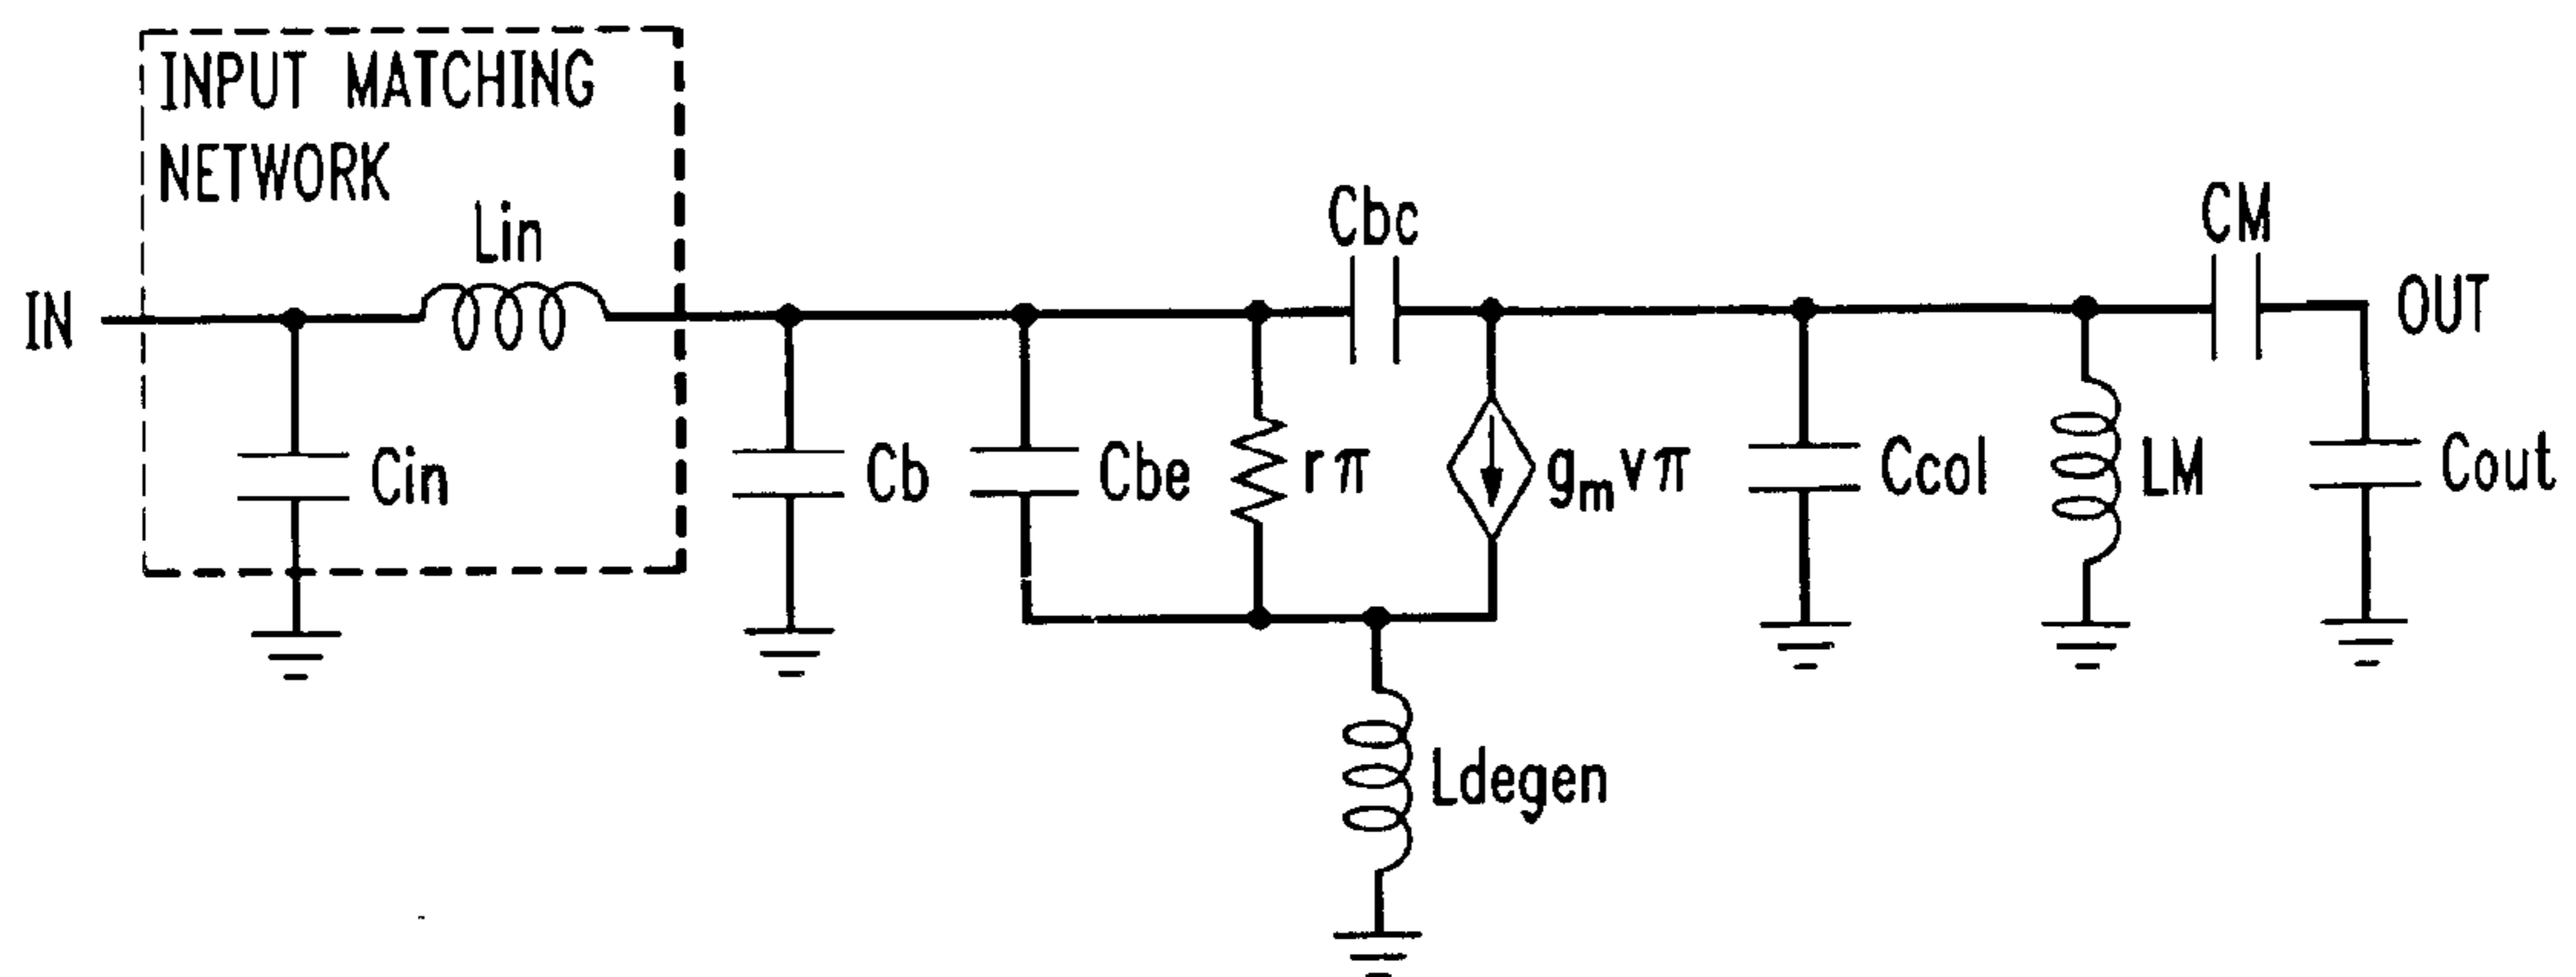 INPUT MATCHING
NETWORK
Lin
IN
Cin
Cb
Cbe
rπ
Cbc
gmvπ
Ldegen
Ccol
LM
CM
OUT
Cout